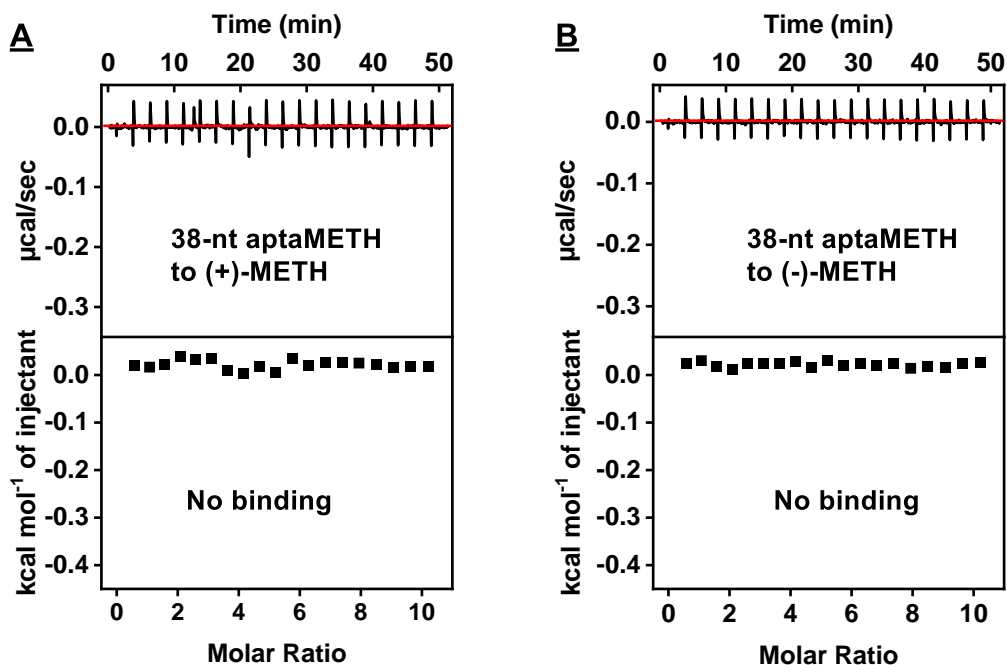 A
Time (min)
0 10 20 30 40 50
µcal/sec
0.0
-0.1
-0.2
-0.3
38-nt aptaMETH
to (+)-METH
kcal mol⁻¹ of injectant
0.0
-0.1
-0.2
-0.3
-0.4
No binding
0 2 4 6 8 10
Molar Ratio
B
Time (min)
0 10 20 30 40 50
µcal/sec
0.0
-0.1
-0.2
-0.3
38-nt aptaMETH
to (-)-METH
kcal mol⁻¹ of injectant
0.0
-0.1
-0.2
-0.3
-0.4
No binding
0 2 4 6 8 10
Molar Ratio